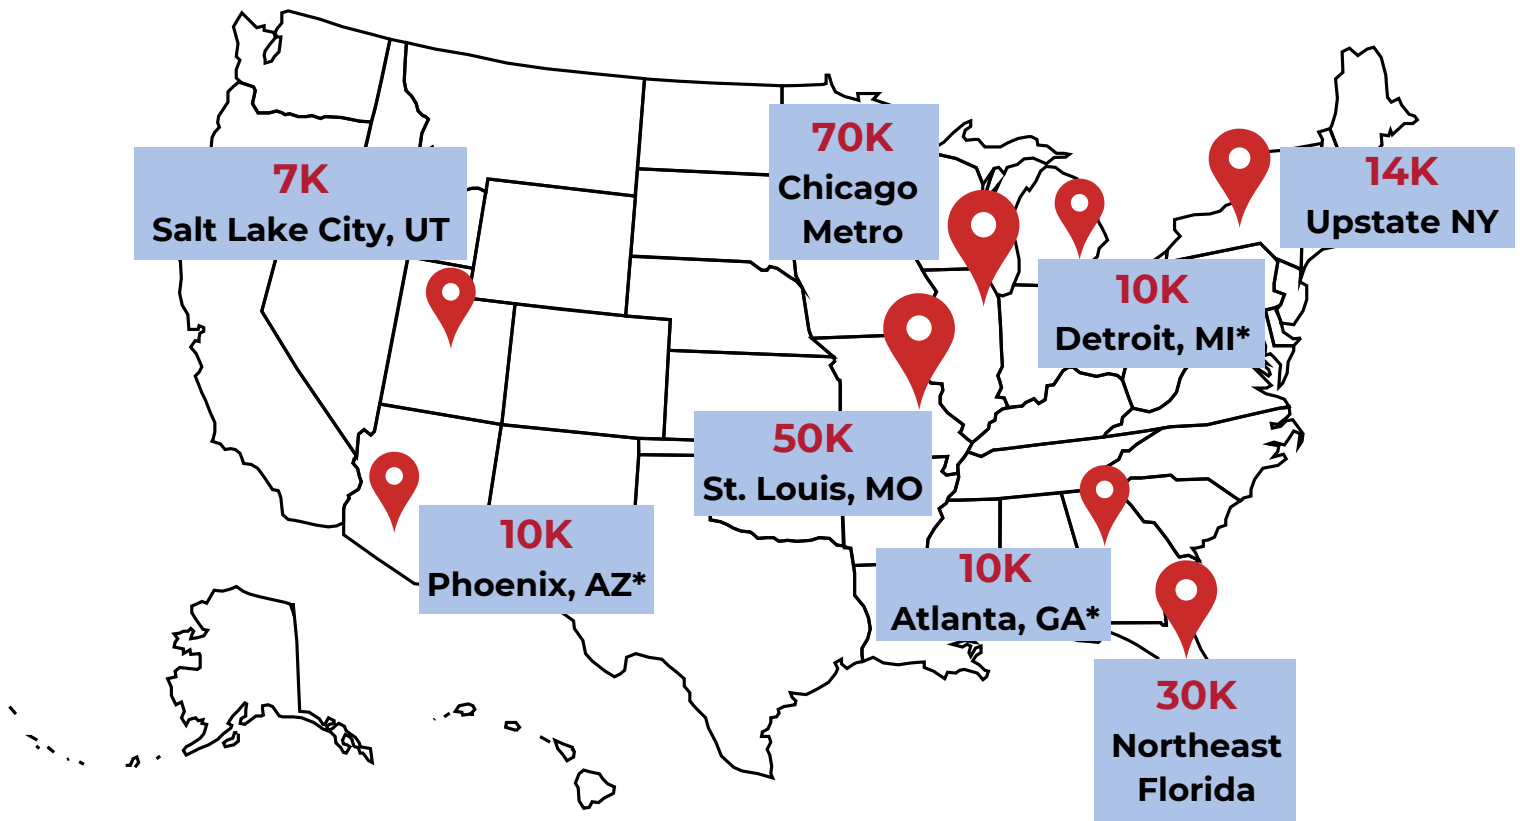 70K
Chicago
Metro
7K
Salt Lake City, UT
14K
Upstate NY
10K
Detroit, MI*
50K
St. Louis, MO
10K
Phoenix, AZ*
10K
Atlanta, GA*
30K
Northeast
Florida